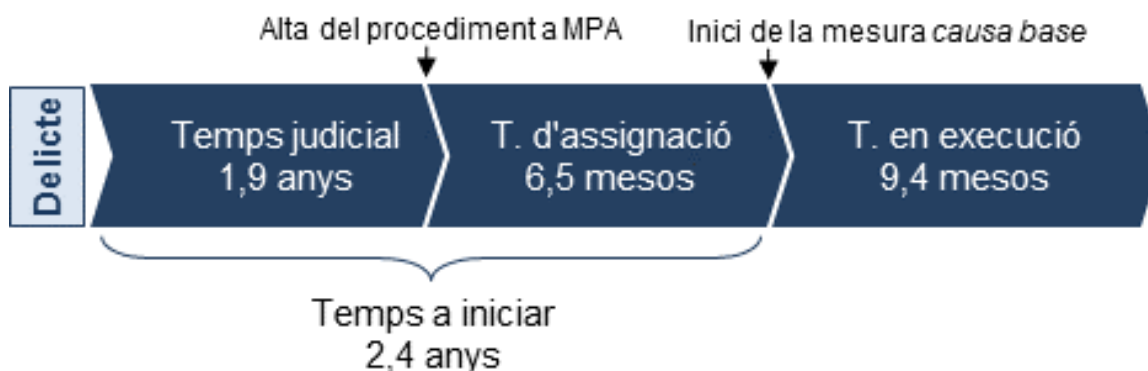 Alta del procediment a MPA
Inici de la mesura causa base
Delicte
Temps judicial
1,9 anys
T. d'assignació
6,5 mesos
T. en execució
9,4 mesos
Temps a iniciar
2,4 anys